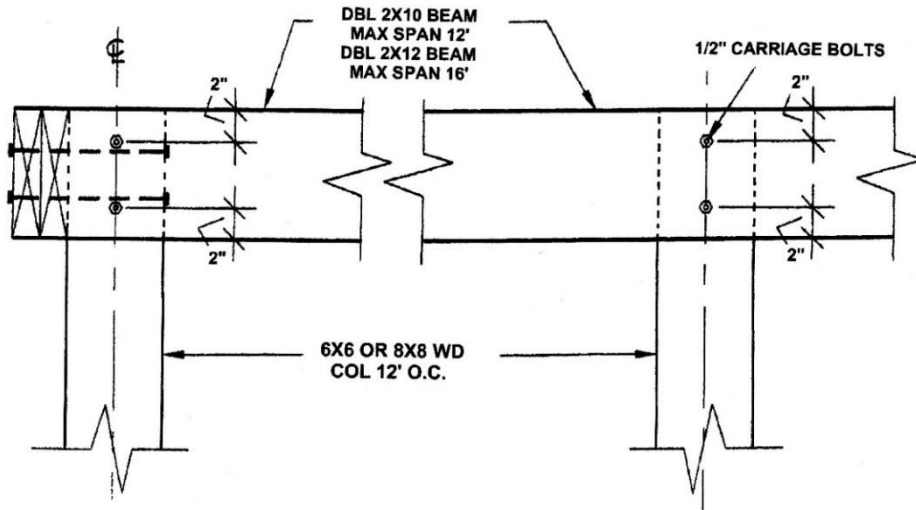 DBL 2X10 BEAM
MAX SPAN 12'
DBL 2X12 BEAM
MAX SPAN 16'
1/2" CARRIAGE BOLTS
℄
2"
2"
2"
2"
6X6 OR 8X8 WD
COL 12' O.C.